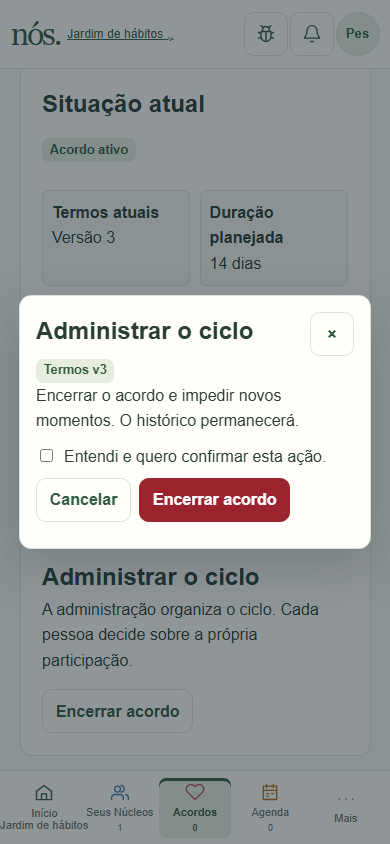 nós.
Jardim de hábitos
Pes
Situação atual
Acordo ativo
Termos atuais
Versão 3
Duração
planejada
14 dias
Administrar o ciclo
×
Termos v3
Encerrar o acordo e impedir novos
momentos. O histórico permanecerá.
Entendi e quero confirmar esta ação.
Cancelar
Encerrar acordo
Administrar o ciclo
A administração organiza o ciclo. Cada
pessoa decide sobre a própria
participação.
Encerrar acordo
Início
Jardim de hábitos
Seus Núcleos
1
Acordos
0
Agenda
0
...
Mais